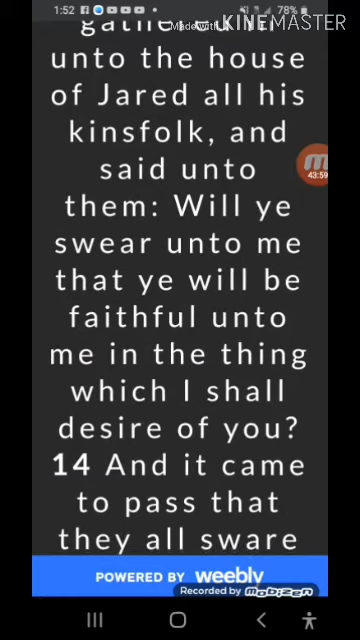 1:52
78%
Made with KINEMASTER
unto the house
of Jared all his
kinsfolk, and
said unto
them: Will ye
swear unto me
that ye will be
faithful unto
me in the thing
which I shall
desire of you?
14 And it came
to pass that
they all sware
43:59
POWERED BY weebly
Recorded by mobizen